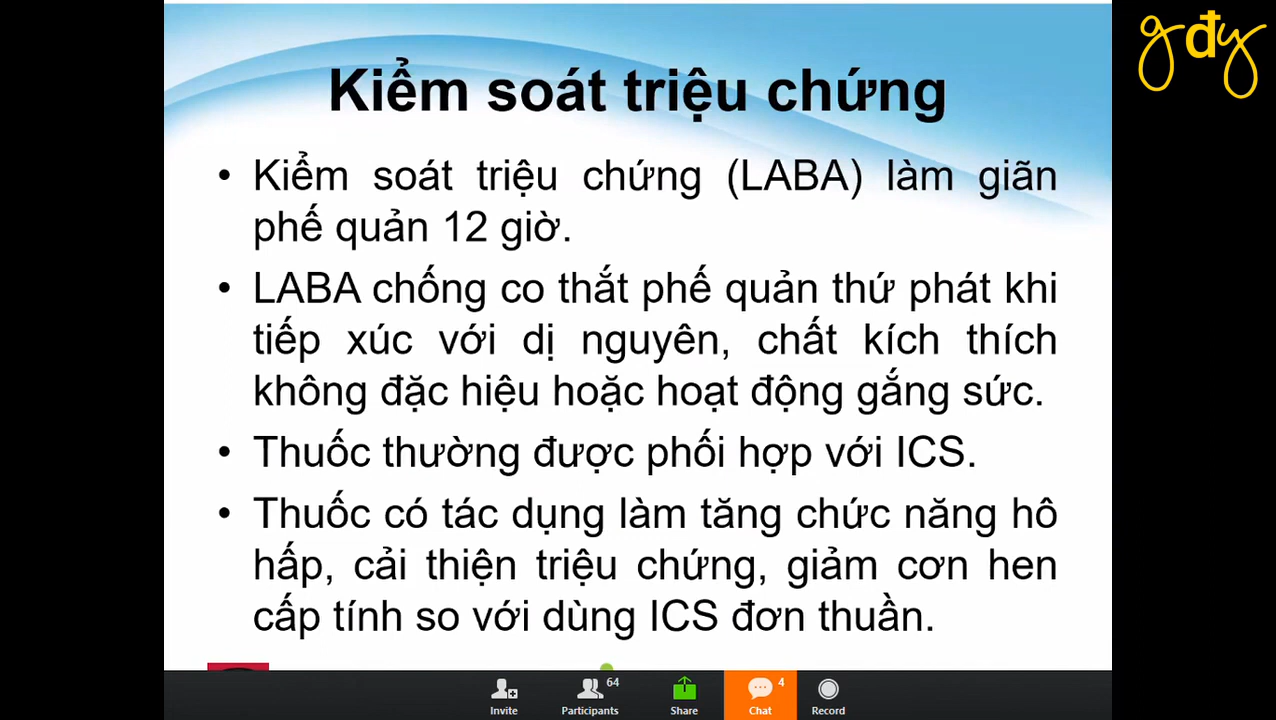 gđy
Kiểm soát triệu chứng
• Kiểm soát triệu chứng (LABA) làm giãn
phế quản 12 giờ.
• LABA chống co thắt phế quản thứ phát khi
tiếp xúc với dị nguyên, chất kích thích
không đặc hiệu hoặc hoạt động gắng sức.
• Thuốc thường được phối hợp với ICS.
• Thuốc có tác dụng làm tăng chức năng hô
hấp, cải thiện triệu chứng, giảm cơn hen
cấp tính so với dùng ICS đơn thuần.
64
4
Invite
Participants
Share
Chat
Record